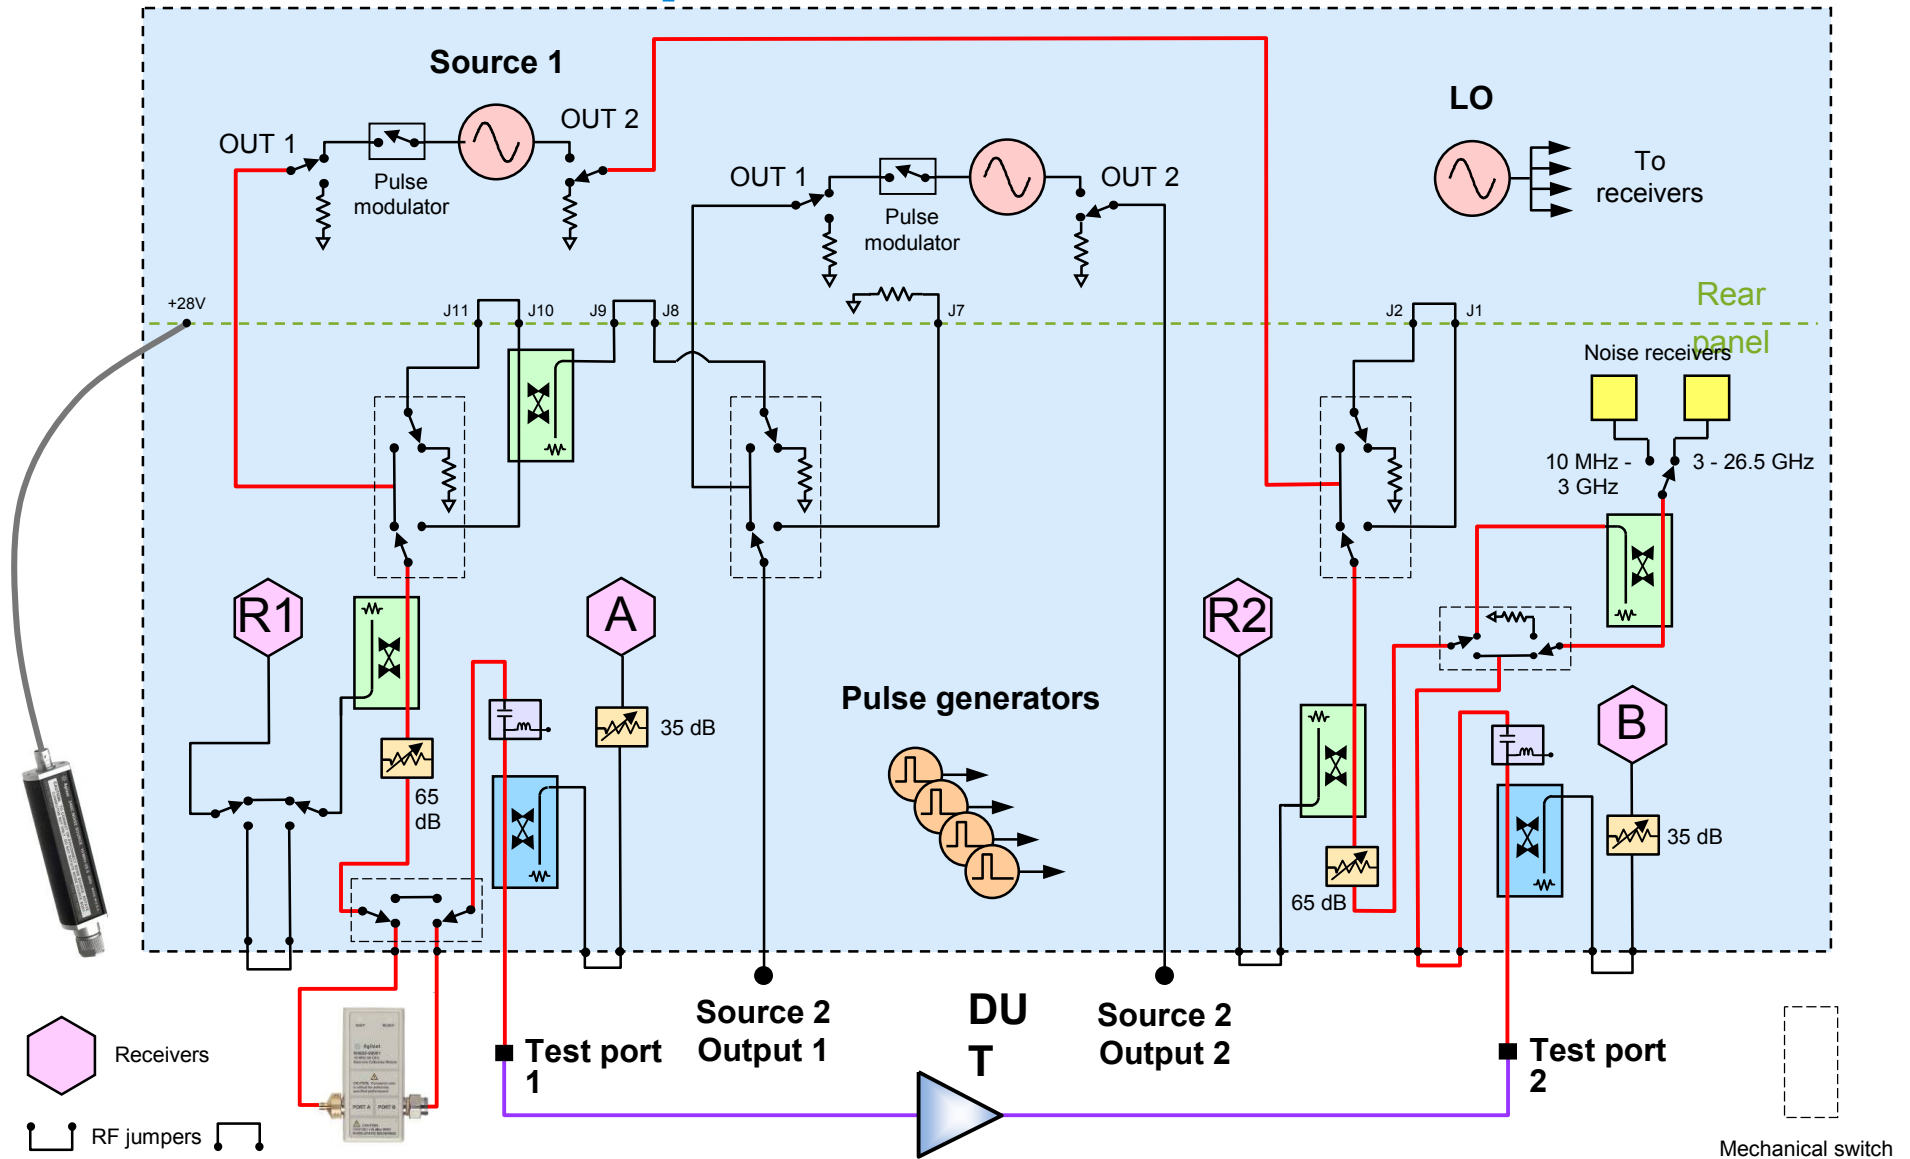 Source 1
LO
OUT 1
OUT 2
Pulse
modulator
OUT 1
OUT 2
Pulse
modulator
To
receivers
+28V
J11
J10
J9
J8
J7
J2
J1
Rear
panel
Noise receivers
10 MHz -
3 GHz
3 - 26.5 GHz
R1
A
R2
B
35 dB
65
dB
Pulse generators
35 dB
65 dB
Source 2
Output 1
DU
T
Source 2
Output 2
Test port
1
Test port
2
Receivers
RF jumpers
Mechanical switch
Agilent
PORT A
PORT B